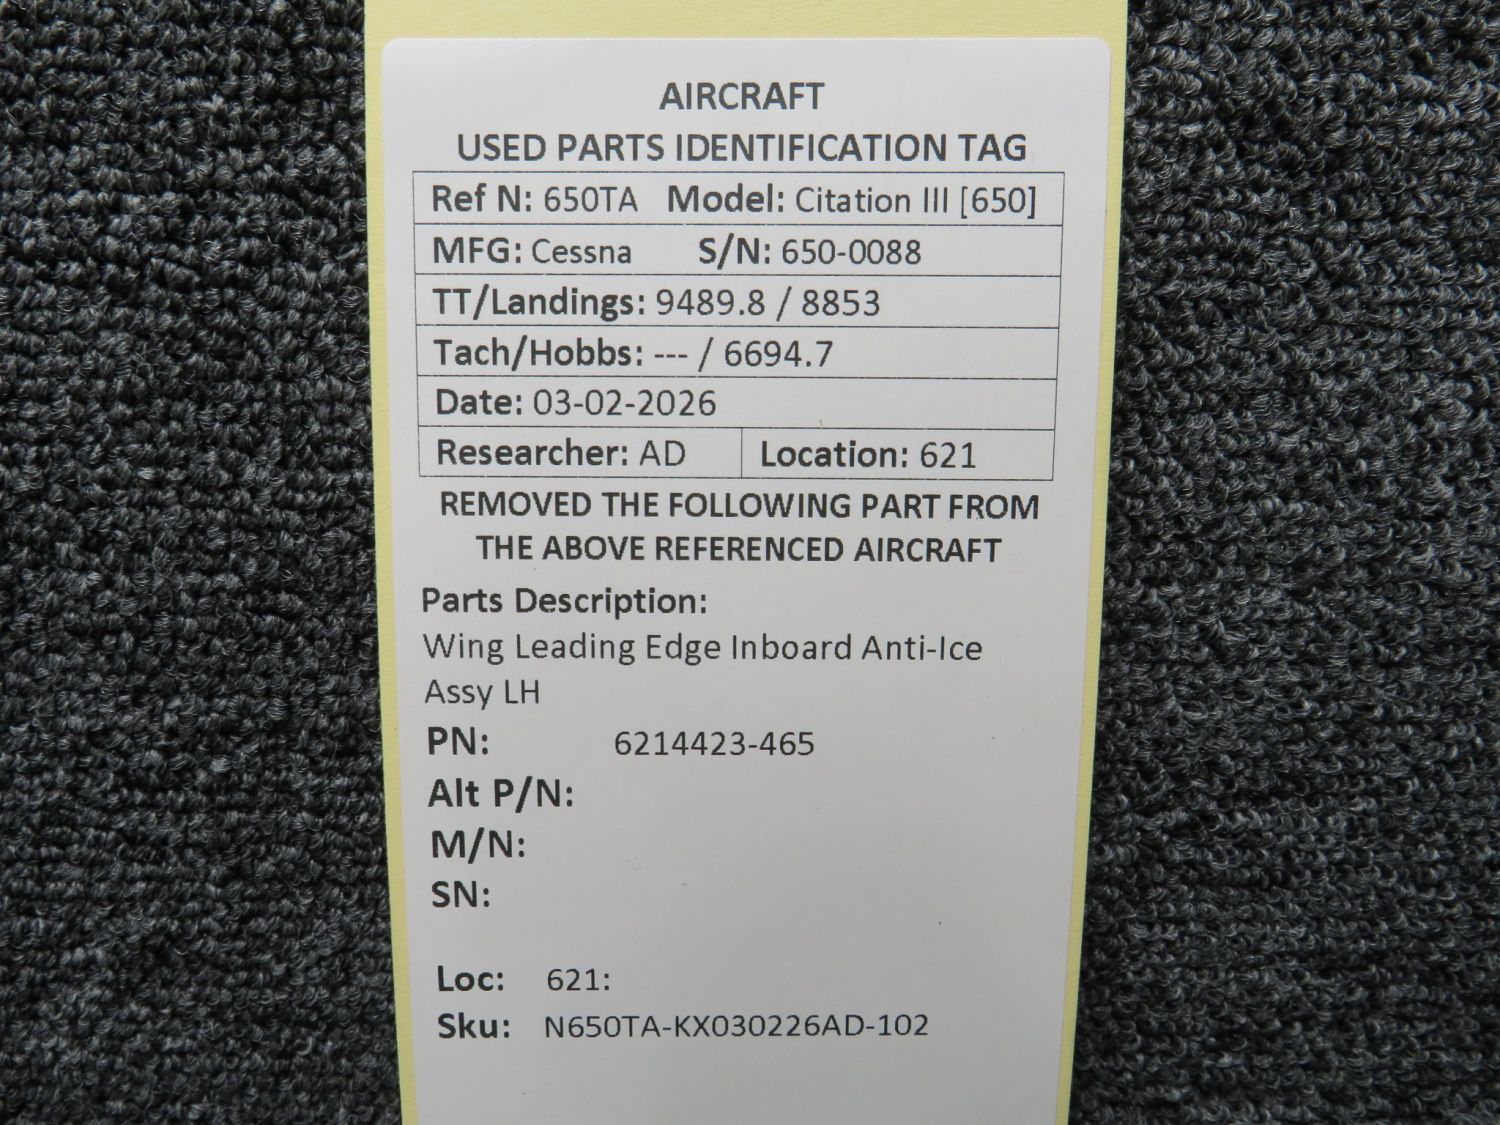 AIRCRAFT
USED PARTS IDENTIFICATION TAG
Ref N: 650TA Model: Citation III [650]
MFG: Cessna S/N: 650-0088
TT/Landings: 9489.8 / 8853
Tach/Hobbs: --- / 6694.7
Date: 03-02-2026
Researcher: AD Location: 621
REMOVED THE FOLLOWING PART FROM
THE ABOVE REFERENCED AIRCRAFT
Parts Description:
Wing Leading Edge Inboard Anti-Ice
Assy LH
PN: 6214423-465
Alt P/N:
M/N:
SN:
Loc: 621:
Sku: N650TA-KX030226AD-102